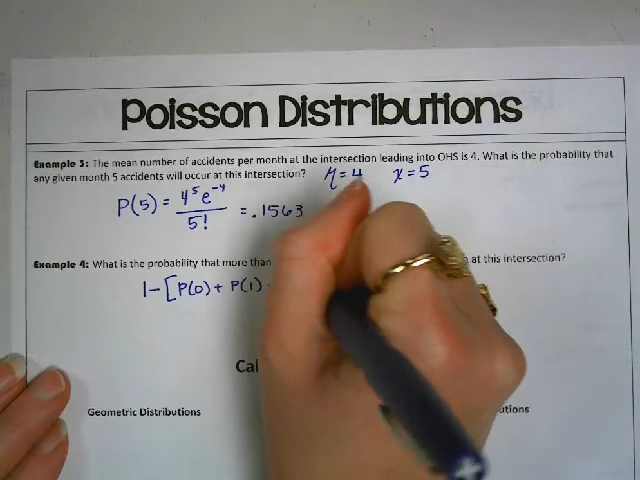 Poisson Distributions
Example 3: The mean number of accidents per month at the intersection leading into OHS is 4. What is the probability that
any given month 5 accidents will occur at this intersection? η = 4 x = 5
P(5) = 4⁵e⁻⁴ / 5! = .1563
Example 4: What is the probability that more than at this intersection?
1 - [P(0) + P(1)
Cal
Geometric Distributions